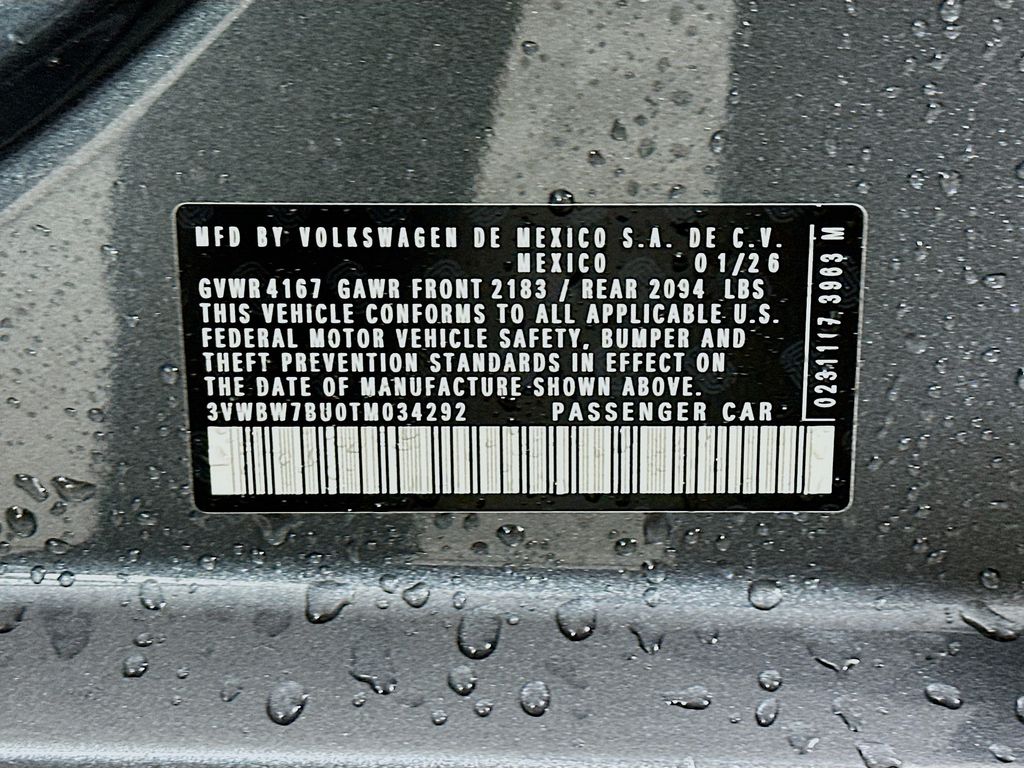 MFD BY VOLKSWAGEN DE MEXICO S.A. DE C.V.
MEXICO 01/26
GVWR 4167 GAWR FRONT 2183 / REAR 2094 LBS
THIS VEHICLE CONFORMS TO ALL APPLICABLE U.S.
FEDERAL MOTOR VEHICLE SAFETY, BUMPER AND
THEFT PREVENTION STANDARDS IN EFFECT ON
THE DATE OF MANUFACTURE SHOWN ABOVE.
3VWBW7BU0TM034292 PASSENGER CAR